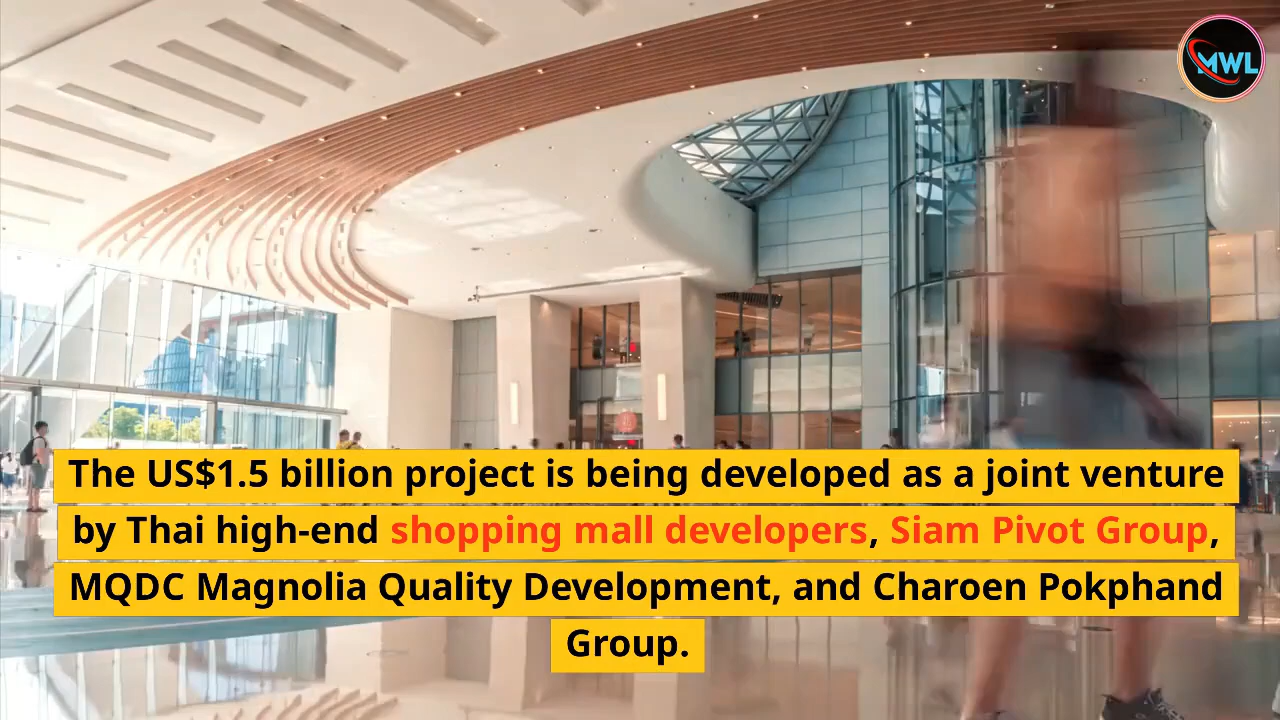 MWL
The US$1.5 billion project is being developed as a joint venture
by Thai high-end shopping mall developers, Siam Pivot Group,
MQDC Magnolia Quality Development, and Charoen Pokphand
Group.